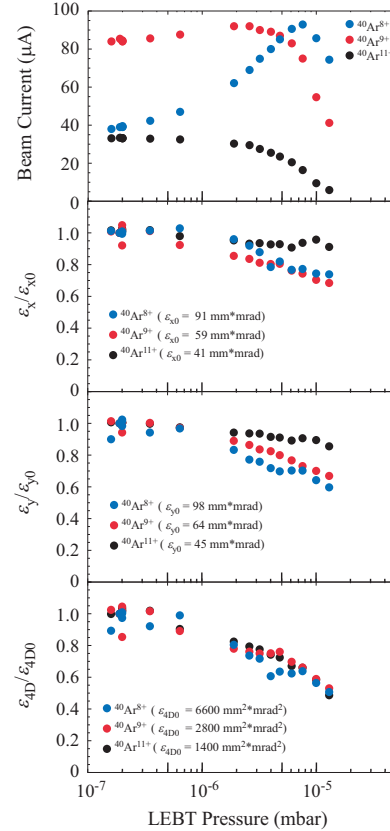 100
80
60
40
20
0
Beam Current (μA)
⁴⁰Ar⁸⁺
⁴⁰Ar⁹⁺
⁴⁰Ar¹¹⁺
1.0
0.8
0.6
0.4
0.2
0
εx/εx0
⁴⁰Ar⁸⁺ ( εx0 = 91 mm*mrad)
⁴⁰Ar⁹⁺ ( εx0 = 59 mm*mrad)
⁴⁰Ar¹¹⁺ ( εx0 = 41 mm*mrad)
1.0
0.8
0.6
0.4
0.2
0
εy/εy0
⁴⁰Ar⁸⁺ ( εy0 = 98 mm*mrad)
⁴⁰Ar⁹⁺ ( εy0 = 64 mm*mrad)
⁴⁰Ar¹¹⁺ ( εy0 = 45 mm*mrad)
1.0
0.8
0.6
0.4
0.2
0
ε4D/ε4D0
⁴⁰Ar⁸⁺ ( ε4D0 = 6600 mm²*mrad²)
⁴⁰Ar⁹⁺ ( ε4D0 = 2800 mm²*mrad²)
⁴⁰Ar¹¹⁺ ( ε4D0 = 1400 mm²*mrad²)
10⁻⁷ 10⁻⁶ 10⁻⁵
LEBT Pressure (mbar)